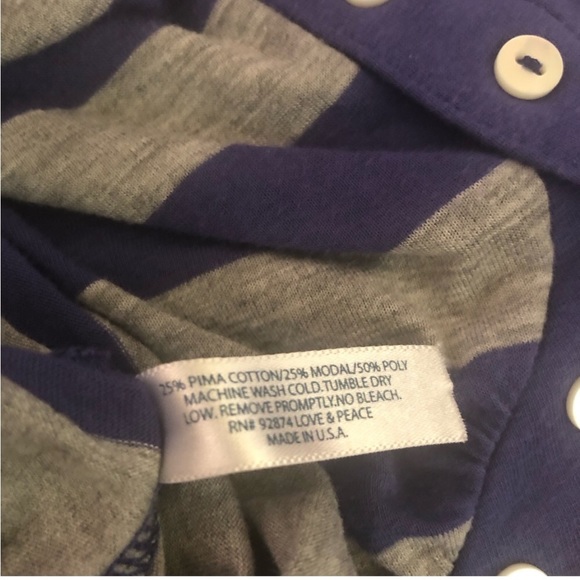 25% PIMA COTTON/25% MODAL/50% POLY
MACHINE WASH COLD.TUMBLE DRY
LOW. REMOVE PROMPTLY.NO BLEACH.
RN# 92874 LOVE & PEACE
MADE IN U.S.A.